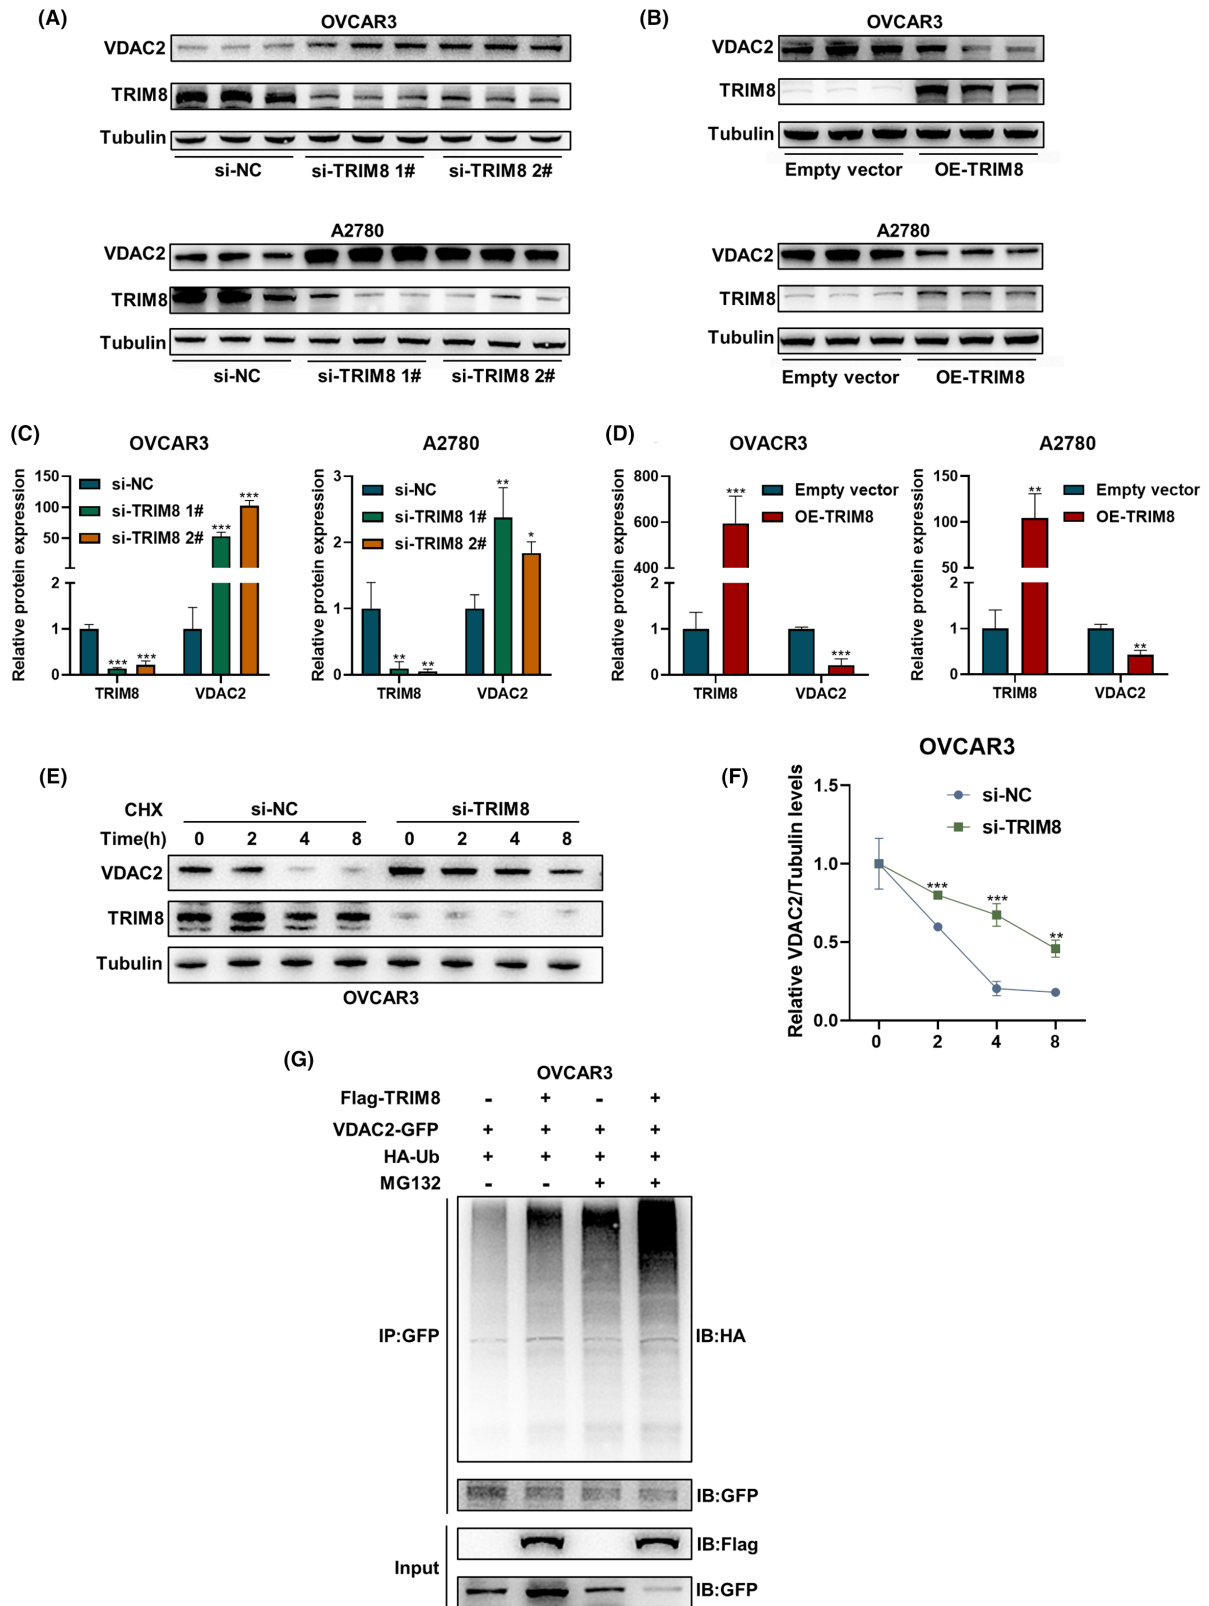 (A)
OVCAR3
VDAC2
TRIM8
Tubulin
si-NC si-TRIM8 1# si-TRIM8 2#
A2780
VDAC2
TRIM8
Tubulin
si-NC si-TRIM8 1# si-TRIM8 2#
(B)
OVCAR3
VDAC2
TRIM8
Tubulin
Empty vector OE-TRIM8
A2780
VDAC2
TRIM8
Tubulin
Empty vector OE-TRIM8
(C)
OVCAR3
Relative protein expression
150
100
50
2
1
0
si-NC
si-TRIM8 1#
si-TRIM8 2#
*** *** *** ***
TRIM8 VDAC2
A2780
Relative protein expression
3
2
1
0
si-NC
si-TRIM8 1#
si-TRIM8 2#
** ** ** *
TRIM8 VDAC2
(D)
OVACR3
Relative protein expression
800
600
400
2
1
0
Empty vector
OE-TRIM8
*** ***
TRIM8 VDAC2
A2780
Relative protein expression
150
100
50
2
1
0
Empty vector
OE-TRIM8
** **
TRIM8 VDAC2
(E)
CHX si-NC si-TRIM8
Time(h) 0 2 4 8 0 2 4 8
VDAC2
TRIM8
Tubulin
OVCAR3
(F)
OVCAR3
Relative VDAC2/Tubulin levels
1.5
1.0
0.5
0.0
si-NC
si-TRIM8
*** *** **
0 2 4 8
(G)
OVCAR3
Flag-TRIM8 - + - +
VDAC2-GFP + + + +
HA-Ub + + + +
MG132 - - + +
IP:GFP
IB:HA
IB:GFP
Input
IB:Flag
IB:GFP